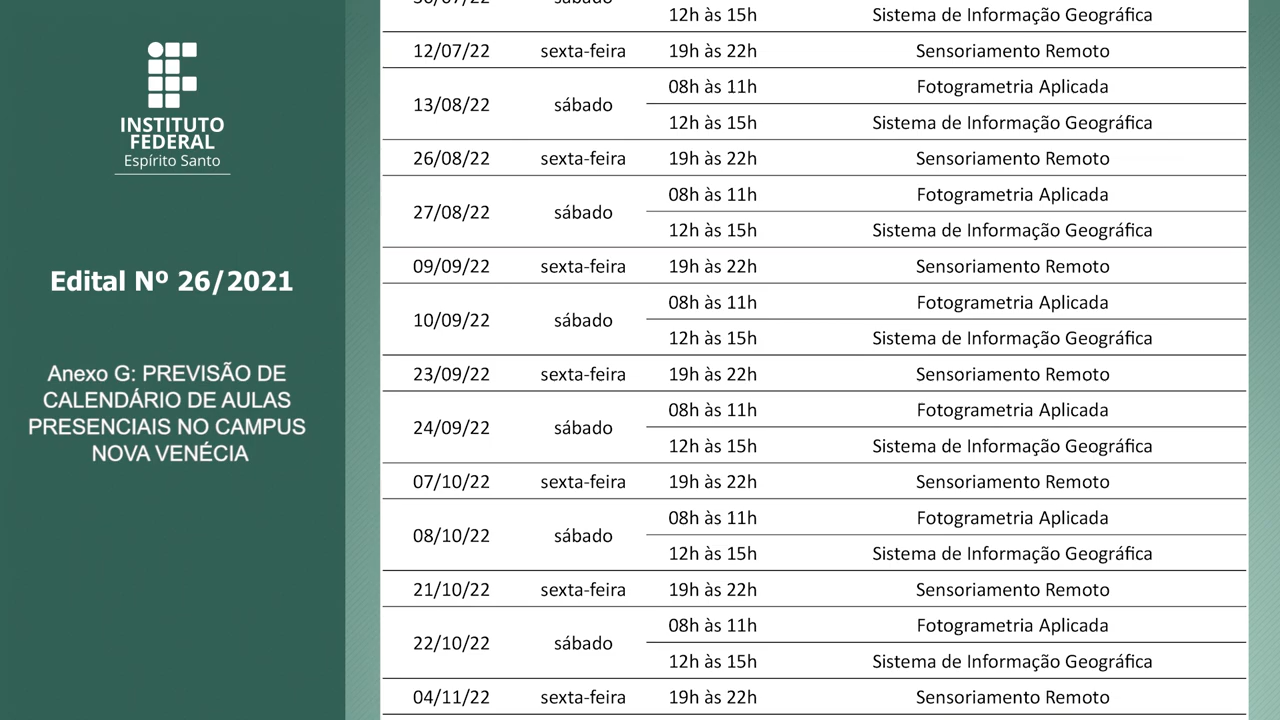 INSTITUTO
FEDERAL
Espírito Santo
Edital Nº 26/2021
Anexo G: PREVISÃO DE
CALENDÁRIO DE AULAS
PRESENCIAIS NO CAMPUS
NOVA VENÉCIA
30/07/22 sábado
12h às 15h Sistema de Informação Geográfica
12/07/22 sexta-feira 19h às 22h Sensoriamento Remoto
08h às 11h Fotogrametria Aplicada
13/08/22 sábado
12h às 15h Sistema de Informação Geográfica
26/08/22 sexta-feira 19h às 22h Sensoriamento Remoto
08h às 11h Fotogrametria Aplicada
27/08/22 sábado
12h às 15h Sistema de Informação Geográfica
09/09/22 sexta-feira 19h às 22h Sensoriamento Remoto
08h às 11h Fotogrametria Aplicada
10/09/22 sábado
12h às 15h Sistema de Informação Geográfica
23/09/22 sexta-feira 19h às 22h Sensoriamento Remoto
08h às 11h Fotogrametria Aplicada
24/09/22 sábado
12h às 15h Sistema de Informação Geográfica
07/10/22 sexta-feira 19h às 22h Sensoriamento Remoto
08h às 11h Fotogrametria Aplicada
08/10/22 sábado
12h às 15h Sistema de Informação Geográfica
21/10/22 sexta-feira 19h às 22h Sensoriamento Remoto
08h às 11h Fotogrametria Aplicada
22/10/22 sábado
12h às 15h Sistema de Informação Geográfica
04/11/22 sexta-feira 19h às 22h Sensoriamento Remoto